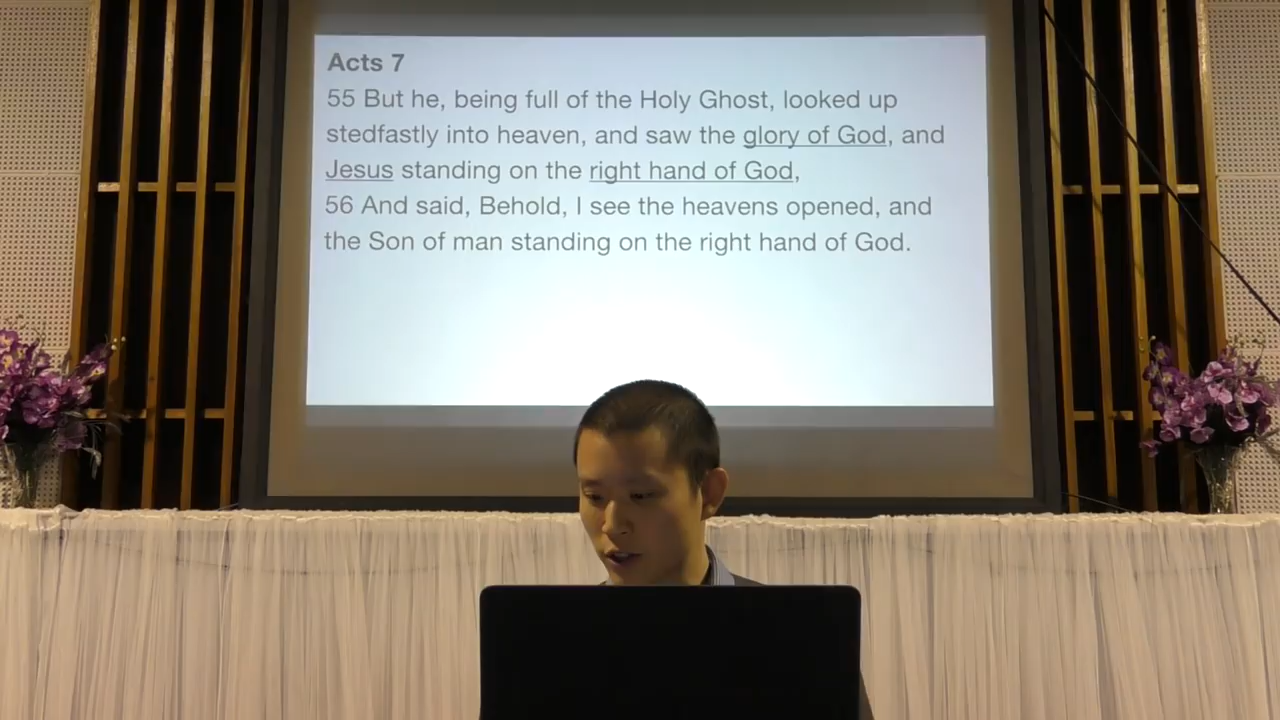 Acts 7
55 But he, being full of the Holy Ghost, looked up
stedfastly into heaven, and saw the glory of God, and
Jesus standing on the right hand of God,
56 And said, Behold, I see the heavens opened, and
the Son of man standing on the right hand of God.